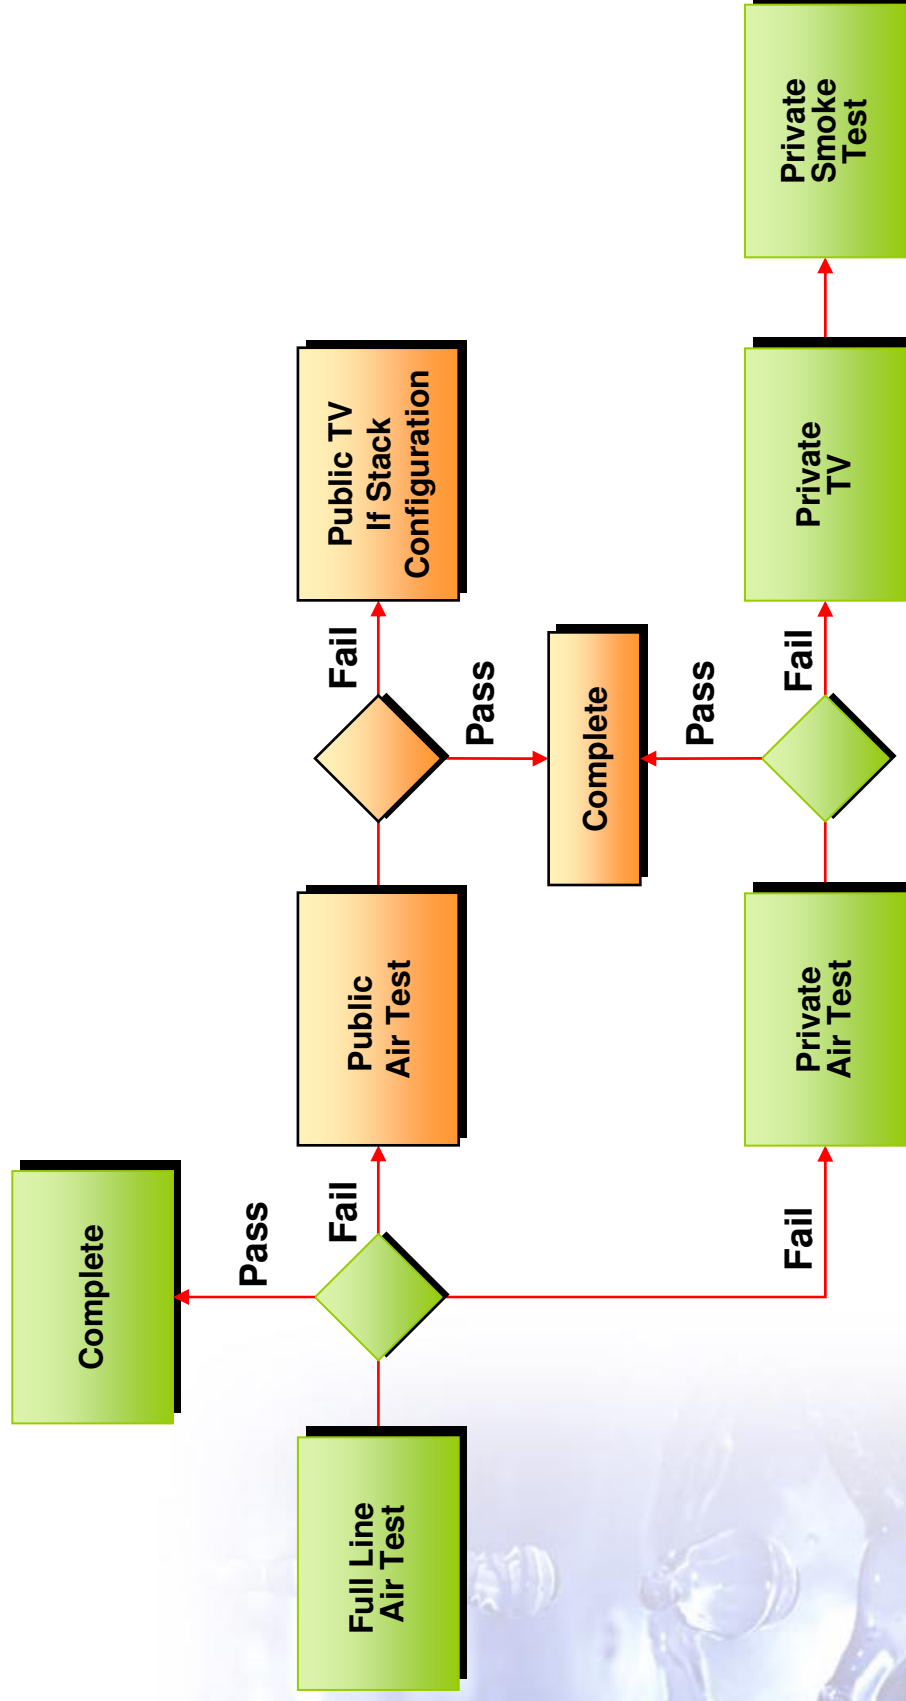 Complete
Pass
Full Line
Air Test
Fail
Public
Air Test
Fail
Public TV
If Stack
Configuration
Pass
Complete
Pass
Fail
Private
Air Test
Fail
Private
TV
Private
Smoke
Test